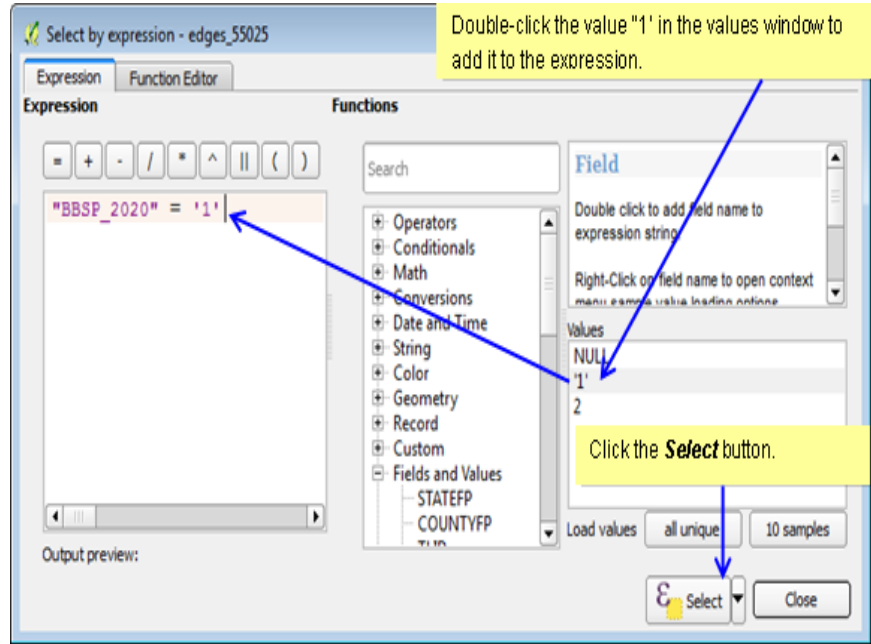 Select by expression - edges_55025
Double-click the value "1' in the values window to
add it to the expression.
Expression
Function Editor
Expression
Functions
= + - / * ^ || ( )
"BBSP_2020" = '1'
Search
Operators
Conditionals
Math
Conversions
Date and Time
String
Color
Geometry
Record
Custom
Fields and Values
STATEFP
COUNTYFP
Field
Double click to add field name to
expression string
Right-Click on field name to open context
menu sample value loading options
Values
NULL
'1'
2
Click the Select button.
Load values
all unique
10 samples
Output preview:
Select
Close